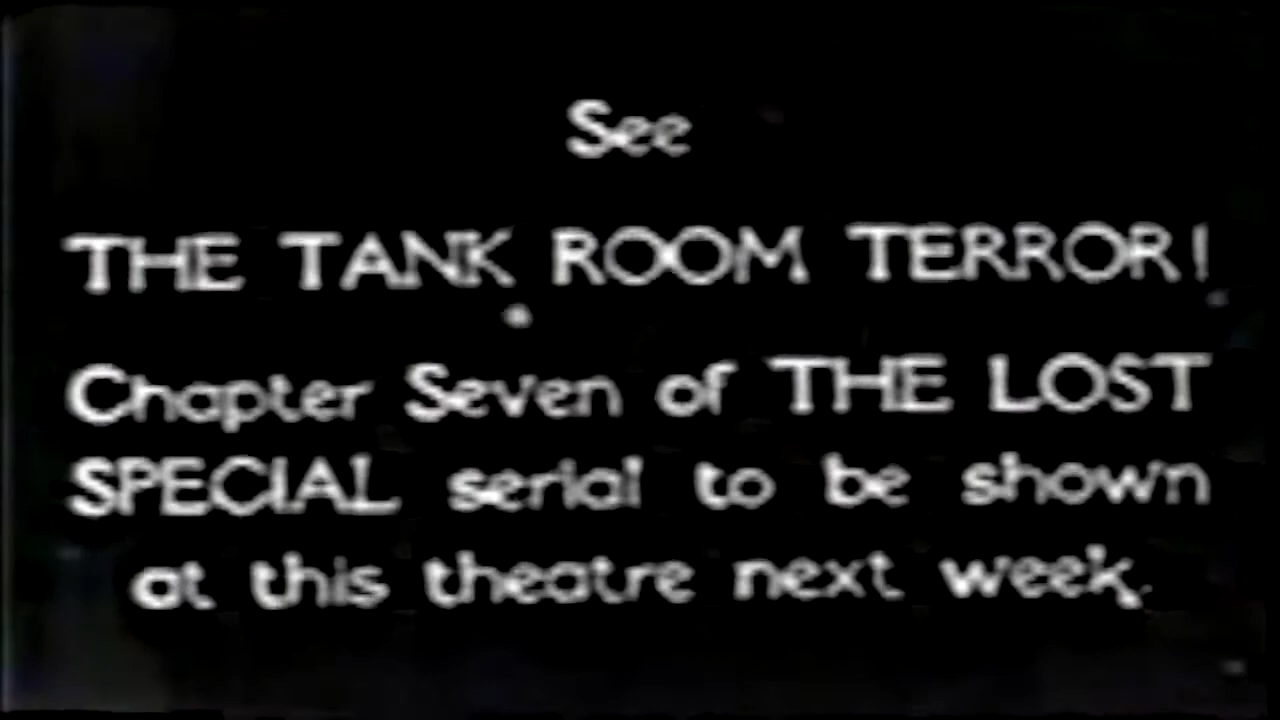 See
THE TANK ROOM TERROR!
Chapter Seven of THE LOST
SPECIAL serial to be shown
at this theatre next week.